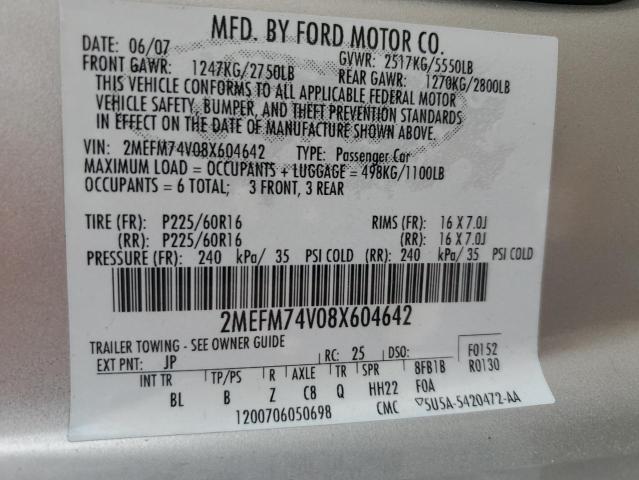 MFD. BY FORD MOTOR CO.
DATE: 06/07 GVWR: 2517KG/5550LB
FRONT GAWR: 1247KG/2750LB REAR GAWR: 1270KG/2800LB
THIS VEHICLE CONFORMS TO ALL APPLICABLE FEDERAL MOTOR
VEHICLE SAFETY, BUMPER, AND THEFT PREVENTION STANDARDS
IN EFFECT ON THE DATE OF MANUFACTURE SHOWN ABOVE.
VIN: 2MEFM74V08X604642 TYPE: Passenger Car
MAXIMUM LOAD = OCCUPANTS + LUGGAGE = 498KG/1100LB
OCCUPANTS = 6 TOTAL; 3 FRONT, 3 REAR
TIRE (FR): P225/60R16 RIMS (FR): 16 X 7.0J
(RR): P225/60R16 (RR): 16 X 7.0J
PRESSURE (FR): 240 kPa/ 35 PSI COLD (RR): 240 kPa/ 35 PSI COLD
2MEFM74V08X604642
TRAILER TOWING - SEE OWNER GUIDE
EXT PNT: JP RC: 25 DSO: F0152
R0130
INT TR TP/PS R AXLE TR SPR 8FB1B
BL B Z C8 Q HH22 F0A
1200706050698 CMC ▽5U5A-5420472-AA